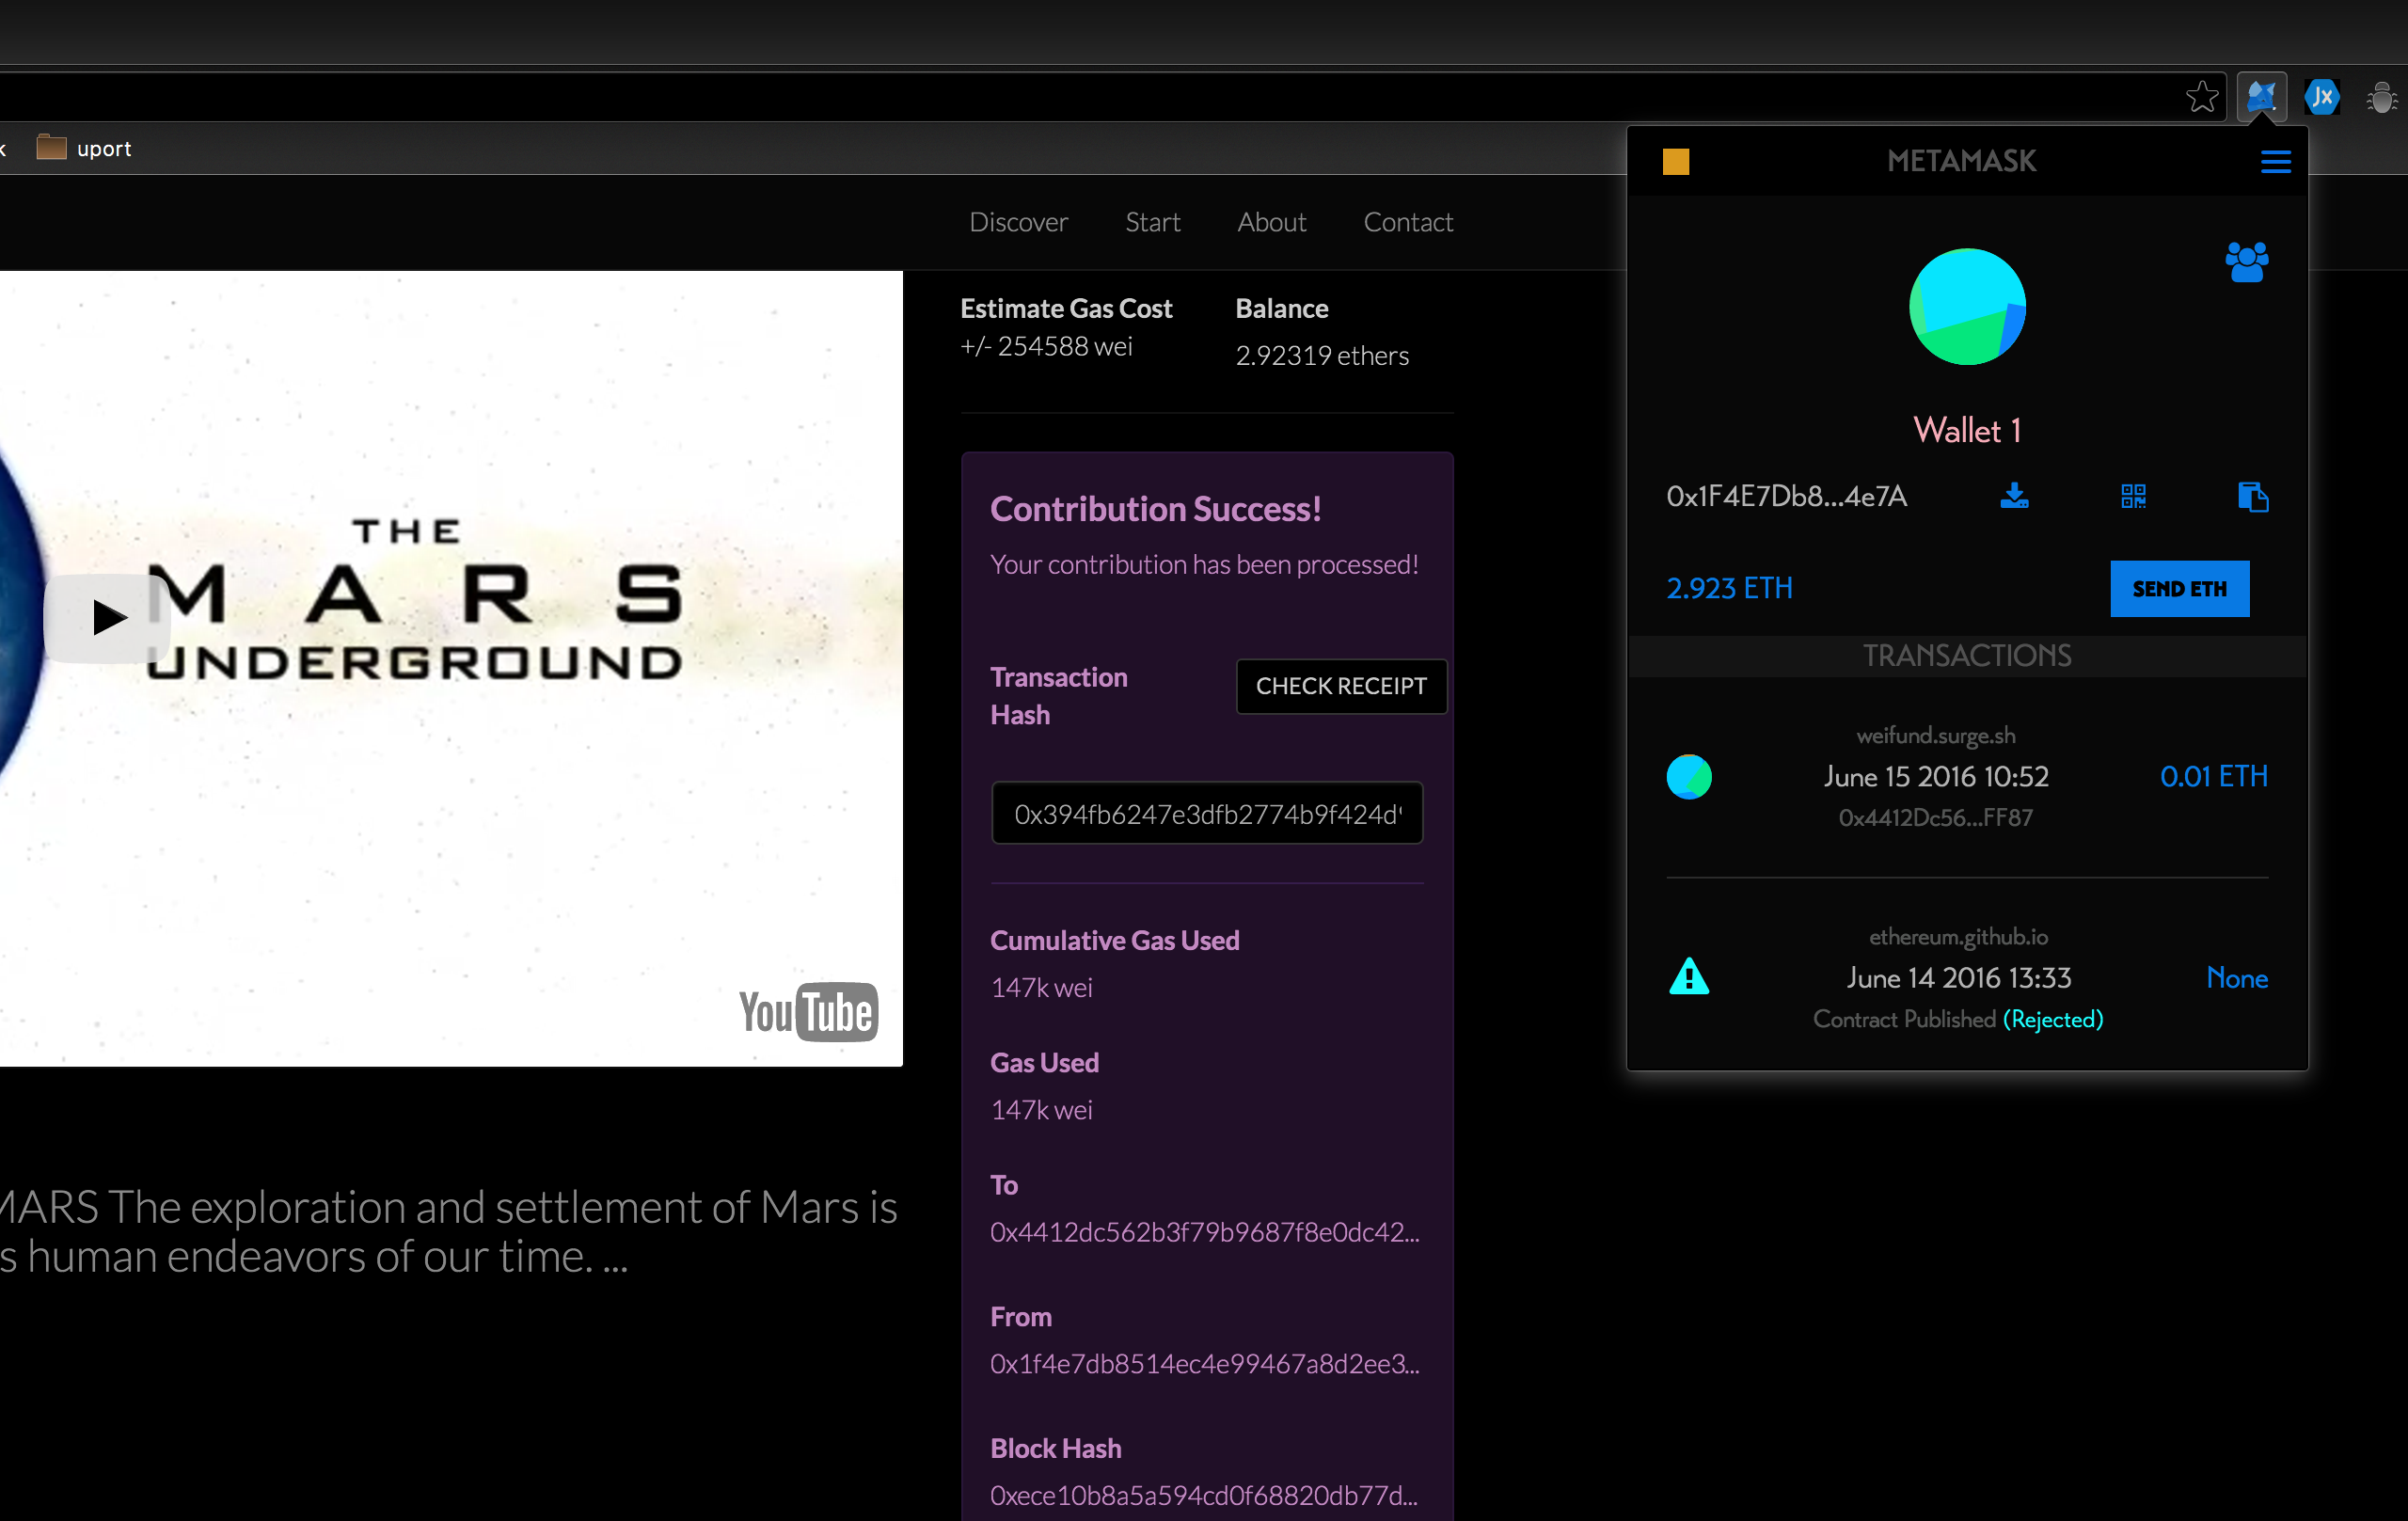 uport
Discover
Start
About
Contact
THE
MARS
UNDERGROUND
YouTube
MARS The exploration and settlement of Mars is
s human endeavors of our time. ...
Estimate Gas Cost
+/- 254588 wei
Balance
2.92319 ethers
Contribution Success!
Your contribution has been processed!
Transaction
Hash
CHECK RECEIPT
0x394fb6247e3dfb2774b9f424d
Cumulative Gas Used
147k wei
Gas Used
147k wei
To
0x4412dc562b3f79b9687f8e0dc42...
From
0x1f4e7db8514ec4e99467a8d2ee3...
Block Hash
0xece10b8a5a594cd0f68820db77d...
Jx
METAMASK
Wallet 1
0x1F4E7Db8...4e7A
2.923 ETH
SEND ETH
TRANSACTIONS
weifund.surge.sh
June 15 2016 10:52
0x4412Dc56...FF87
0.01 ETH
ethereum.github.io
June 14 2016 13:33
Contract Published (Rejected)
None